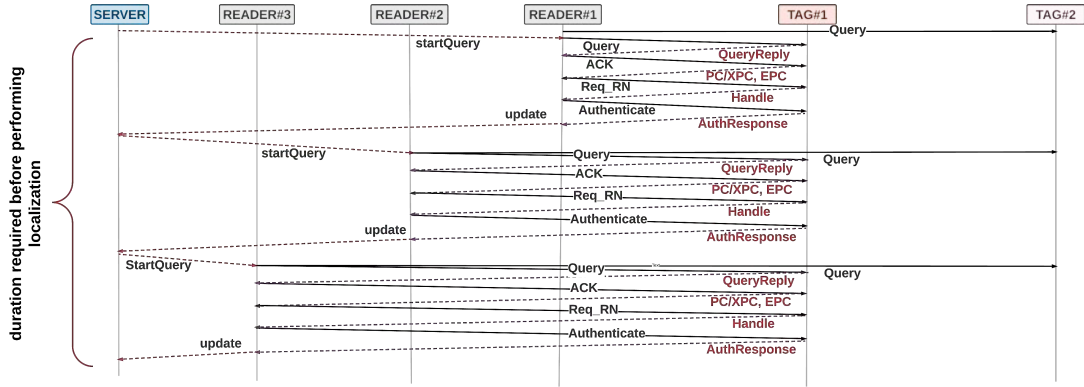 SERVER READER#3 READER#2 READER#1 TAG#1 TAG#2
Query
startQuery
Query
QueryReply
ACK
PC/XPC, EPC
Req_RN
Handle
Authenticate
update
AuthResponse
startQuery
Query
Query
QueryReply
ACK
PC/XPC, EPC
Req_RN
Handle
Authenticate
update
AuthResponse
StartQuery
Query
Query
QueryReply
ACK
PC/XPC, EPC
Req_RN
Handle
Authenticate
update
AuthResponse
duration required before performing
localization